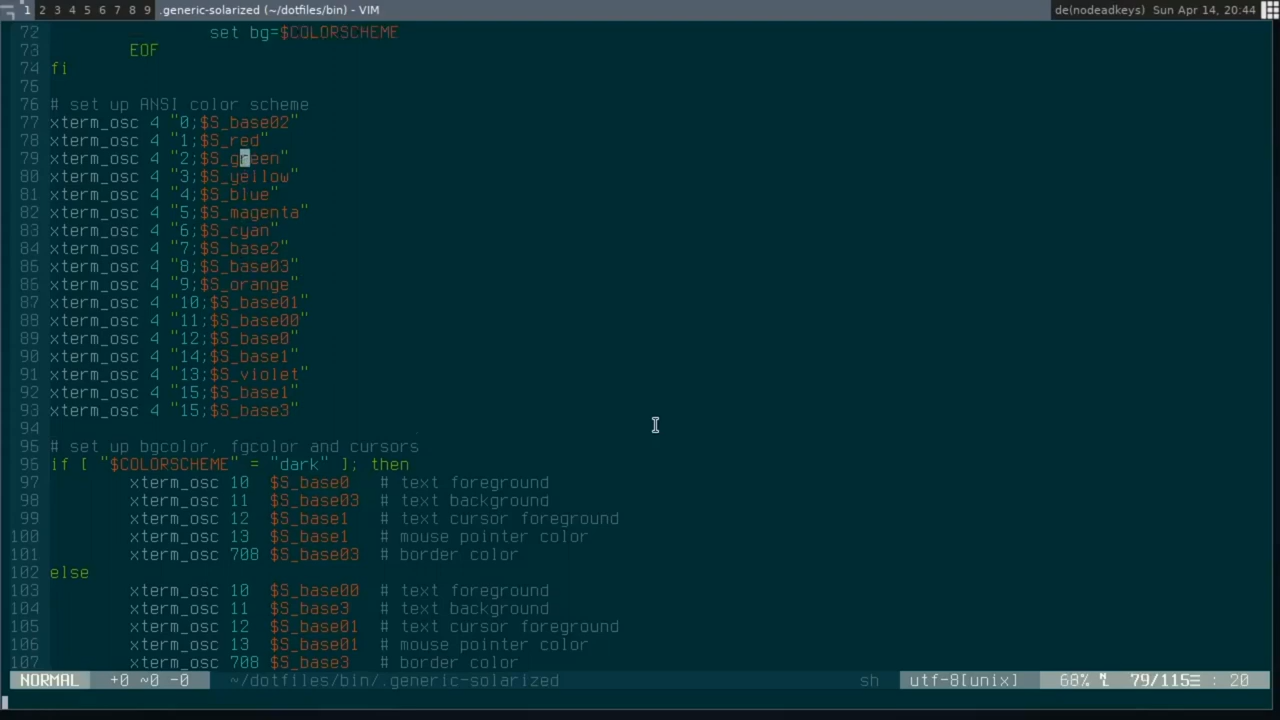 1 2 3 4 5 6 7 8 9 .generic-solarized (~/dotfiles/bin) - VIM de(nodeadkeys) Sun Apr 14, 20:44
72 set bg=$COLORSCHEME
73 EOF
74 fi
75
76 # set up ANSI color scheme
77 xterm_osc 4 "0;$S_base02"
78 xterm_osc 4 "1;$S_red"
79 xterm_osc 4 "2;$S_green"
80 xterm_osc 4 "3;$S_yellow"
81 xterm_osc 4 "4;$S_blue"
82 xterm_osc 4 "5;$S_magenta"
83 xterm_osc 4 "6;$S_cyan"
84 xterm_osc 4 "7;$S_base2"
85 xterm_osc 4 "8;$S_base03"
86 xterm_osc 4 "9;$S_orange"
87 xterm_osc 4 "10;$S_base01"
88 xterm_osc 4 "11;$S_base00"
89 xterm_osc 4 "12;$S_base0"
90 xterm_osc 4 "14;$S_base1"
91 xterm_osc 4 "13;$S_violet"
92 xterm_osc 4 "15;$S_base1"
93 xterm_osc 4 "15;$S_base3"
94
95 # set up bgcolor, fgcolor and cursors
96 if [ "$COLORSCHEME" = "dark" ]; then
97 xterm_osc 10 $S_base0 # text foreground
98 xterm_osc 11 $S_base03 # text background
99 xterm_osc 12 $S_base1 # text cursor foreground
100 xterm_osc 13 $S_base1 # mouse pointer color
101 xterm_osc 708 $S_base03 # border color
102 else
103 xterm_osc 10 $S_base00 # text foreground
104 xterm_osc 11 $S_base3 # text background
105 xterm_osc 12 $S_base01 # text cursor foreground
106 xterm_osc 13 $S_base01 # mouse pointer color
107 xterm_osc 708 $S_base3 # border color
NORMAL +0 ~0 -0 ~/dotfiles/bin/.generic-solarized sh utf-8[unix] 68% ␤ 79/115☰ : 20